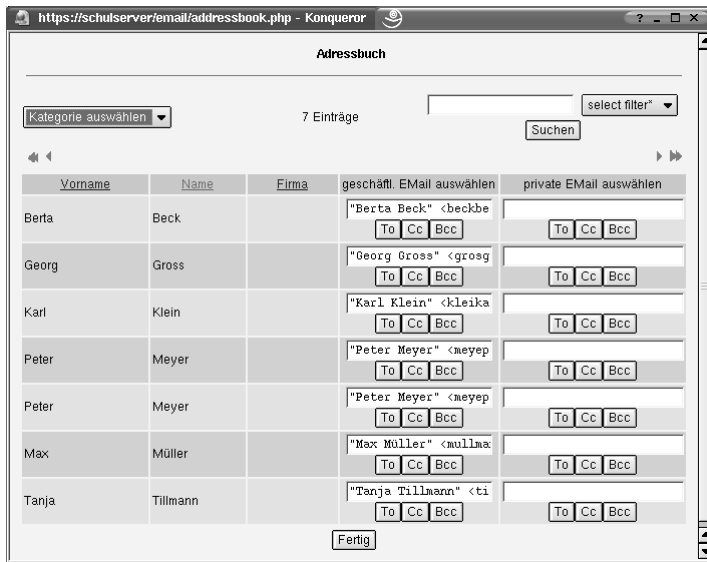 https://schulserver/email/addressbook.php - Konqueror
Adressbuch
Kategorie auswählen 7 Einträge select filter*
Suchen
Vorname Name Firma geschäftl. EMail auswählen private EMail auswählen
Berta Beck "Berta Beck" <beckbe
To Cc Bcc To Cc Bcc
Georg Gross "Georg Gross" <grosg
To Cc Bcc To Cc Bcc
Karl Klein "Karl Klein" <kleika
To Cc Bcc To Cc Bcc
Peter Meyer "Peter Meyer" <meyep
To Cc Bcc To Cc Bcc
Peter Meyer "Peter Meyer" <meyep
To Cc Bcc To Cc Bcc
Max Müller "Max Müller" <mullma
To Cc Bcc To Cc Bcc
Tanja Tillmann "Tanja Tillmann" <ti
To Cc Bcc To Cc Bcc
Fertig